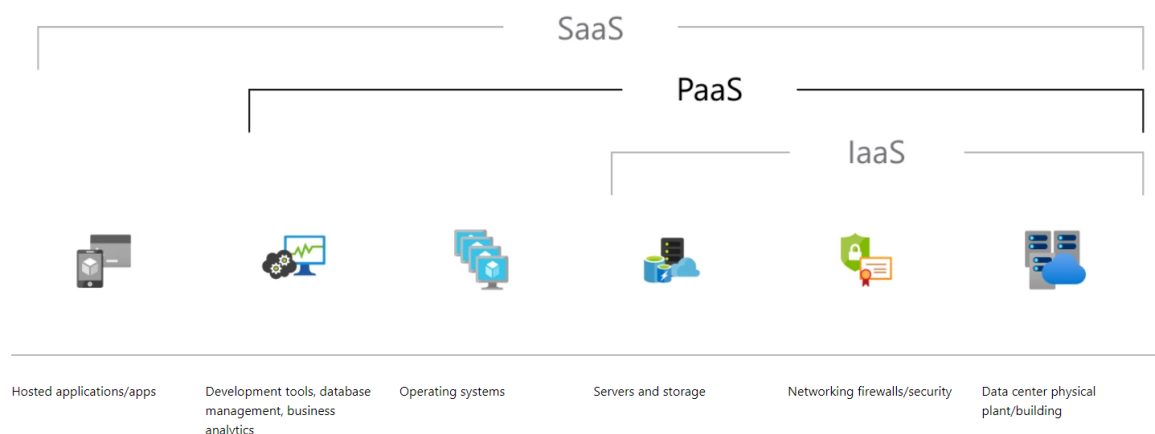 SaaS
PaaS
IaaS
Hosted applications/apps
Development tools, database
management, business
analytics
Operating systems
Servers and storage
Networking firewalls/security
Data center physical
plant/building